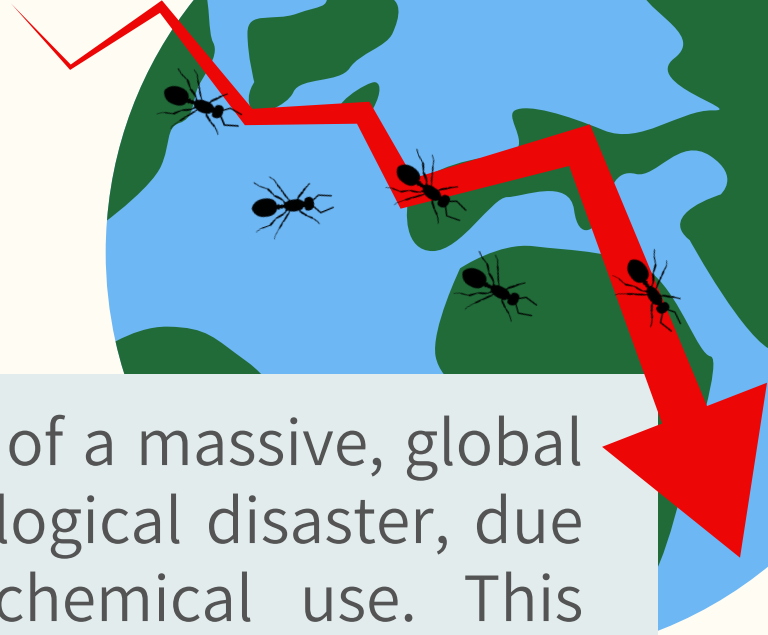 of a massive, global
logical disaster, due
chemical use. This